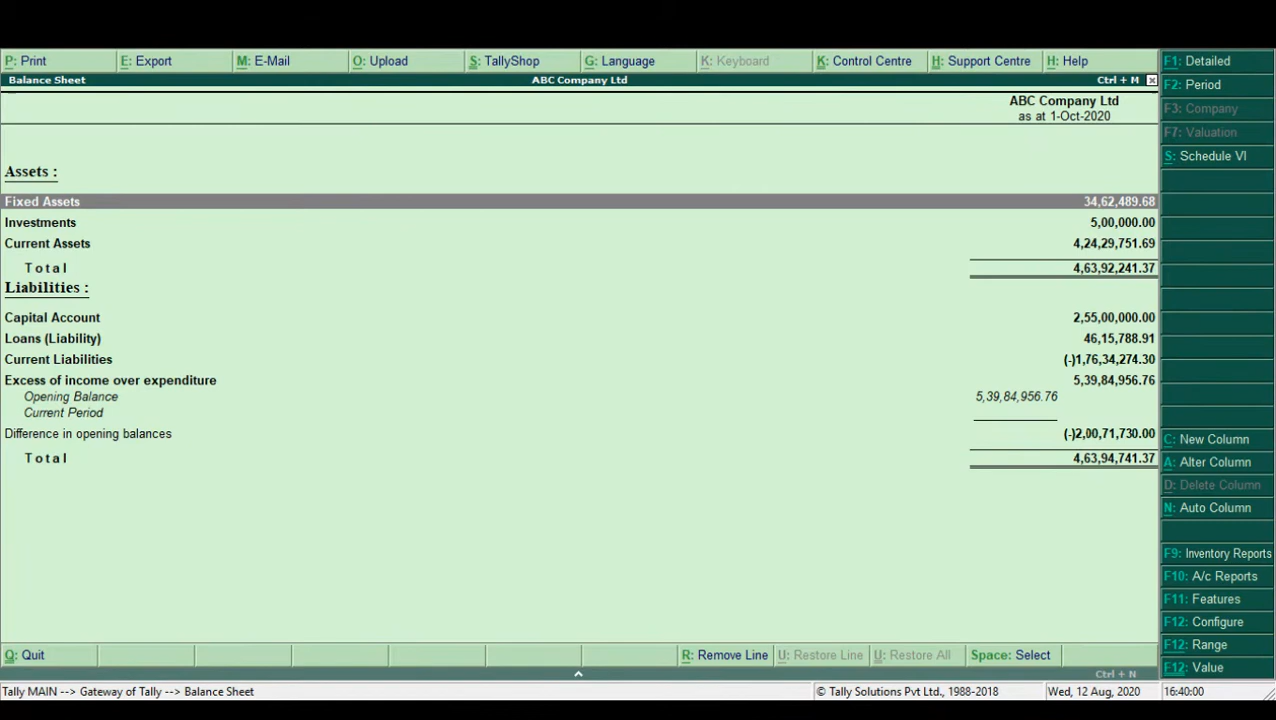 P: Print E: Export M: E-Mail O: Upload S: TallyShop G: Language K: Keyboard K: Control Centre H: Support Centre H: Help
Balance Sheet ABC Company Ltd Ctrl + M
ABC Company Ltd
as at 1-Oct-2020
Assets :
Fixed Assets 34,62,489.68
Investments 5,00,000.00
Current Assets 4,24,29,751.69
Total 4,63,92,241.37
Liabilities :
Capital Account 2,55,00,000.00
Loans (Liability) 46,15,788.91
Current Liabilities (-)1,76,34,274.30
Excess of income over expenditure 5,39,84,956.76
Opening Balance 5,39,84,956.76
Current Period
Difference in opening balances (-)2,00,71,730.00
Total 4,63,94,741.37
F1: Detailed
F2: Period
F3: Company
F7: Valuation
S: Schedule VI
C: New Column
A: Alter Column
D: Delete Column
N: Auto Column
F9: Inventory Reports
F10: A/c Reports
F11: Features
F12: Configure
F12: Range
F12: Value
Q: Quit R: Remove Line U: Restore Line U: Restore All Space: Select
Ctrl + N
Tally MAIN --> Gateway of Tally --> Balance Sheet © Tally Solutions Pvt Ltd., 1988-2018 Wed, 12 Aug, 2020 16:40:00